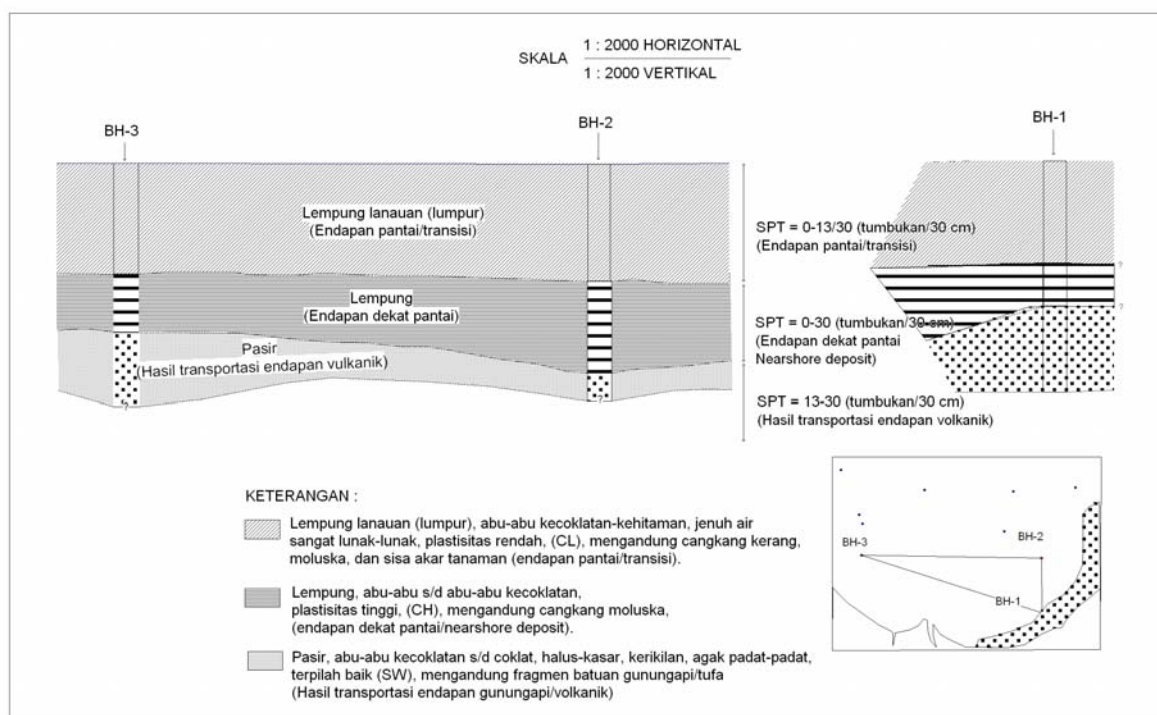 SKALA
1 : 2000 HORIZONTAL
1 : 2000 VERTIKAL
BH-3
BH-2
BH-1
Lempung lanauan (lumpur)
(Endapan pantai/transisi)
Lempung
(Endapan dekat pantai)
Pasir
(Hasil transportasi endapan vulkanik)
?
?
SPT = 0-13/30 (tumbukan/30 cm)
(Endapan pantai/transisi)
SPT = 0-30 (tumbukan/30 cm)
(Endapan dekat pantai
Nearshore deposit)
SPT = 13-30 (tumbukan/30 cm)
(Hasil transportasi endapan volkanik)
?
?
KETERANGAN :
Lempung lanauan (lumpur), abu-abu kecoklatan-kehitaman, jenuh air
sangat lunak-lunak, plastisitas rendah, (CL), mengandung cangkang kerang,
moluska, dan sisa akar tanaman (endapan pantai/transisi).
Lempung, abu-abu s/d abu-abu kecoklatan,
plastisitas tinggi, (CH), mengandung cangkang moluska,
(endapan dekat pantai/nearshore deposit).
Pasir, abu-abu kecoklatan s/d coklat, halus-kasar, kerikilan, agak padat-padat,
terpilah baik (SW), mengandung fragmen batuan gunungapi/tufa
(Hasil transportasi endapan gunungapi/volkanik)
BH-3
BH-2
BH-1